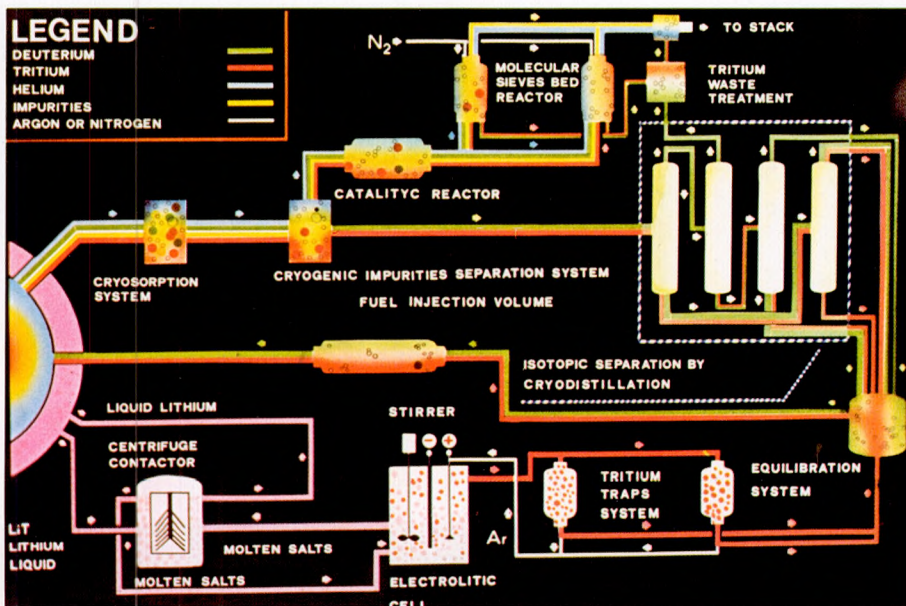 LEGEND
DEUTERIUM
TRITIUM
HELIUM
IMPURITIES
ARGON OR NITROGEN
N2
TO STACK
MOLECULAR
SIEVES BED
REACTOR
TRITIUM
WASTE
TREATMENT
CATALITYC REACTOR
CRYOSORPTION
SYSTEM
CRYOGENIC IMPURITIES SEPARATION SYSTEM
FUEL INJECTION VOLUME
ISOTOPIC SEPARATION BY
CRYODISTILLATION
LIQUID LITHIUM
STIRRER
− +
CENTRIFUGE
CONTACTOR
TRITIUM
TRAPS
SYSTEM
EQUILIBRATION
SYSTEM
LiT
LITHIUM
LIQUID
Ar
MOLTEN SALTS
MOLTEN SALTS
ELECTROLITIC
CELL